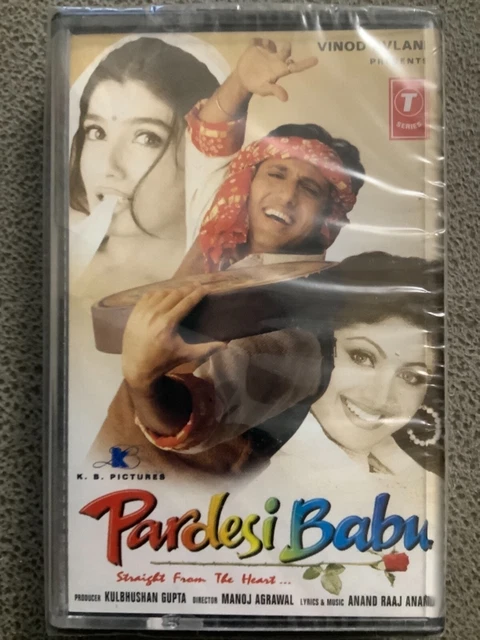 VINOD
PRESENTS
T
SERIES
K. B. PICTURES
Pardesi Babu
Straight From The Heart ...
PRODUCER KULBHUSHAN GUPTA DIRECTOR MANOJ AGRAWAL LYRICS & MUSIC ANAND RAAJ ANAND